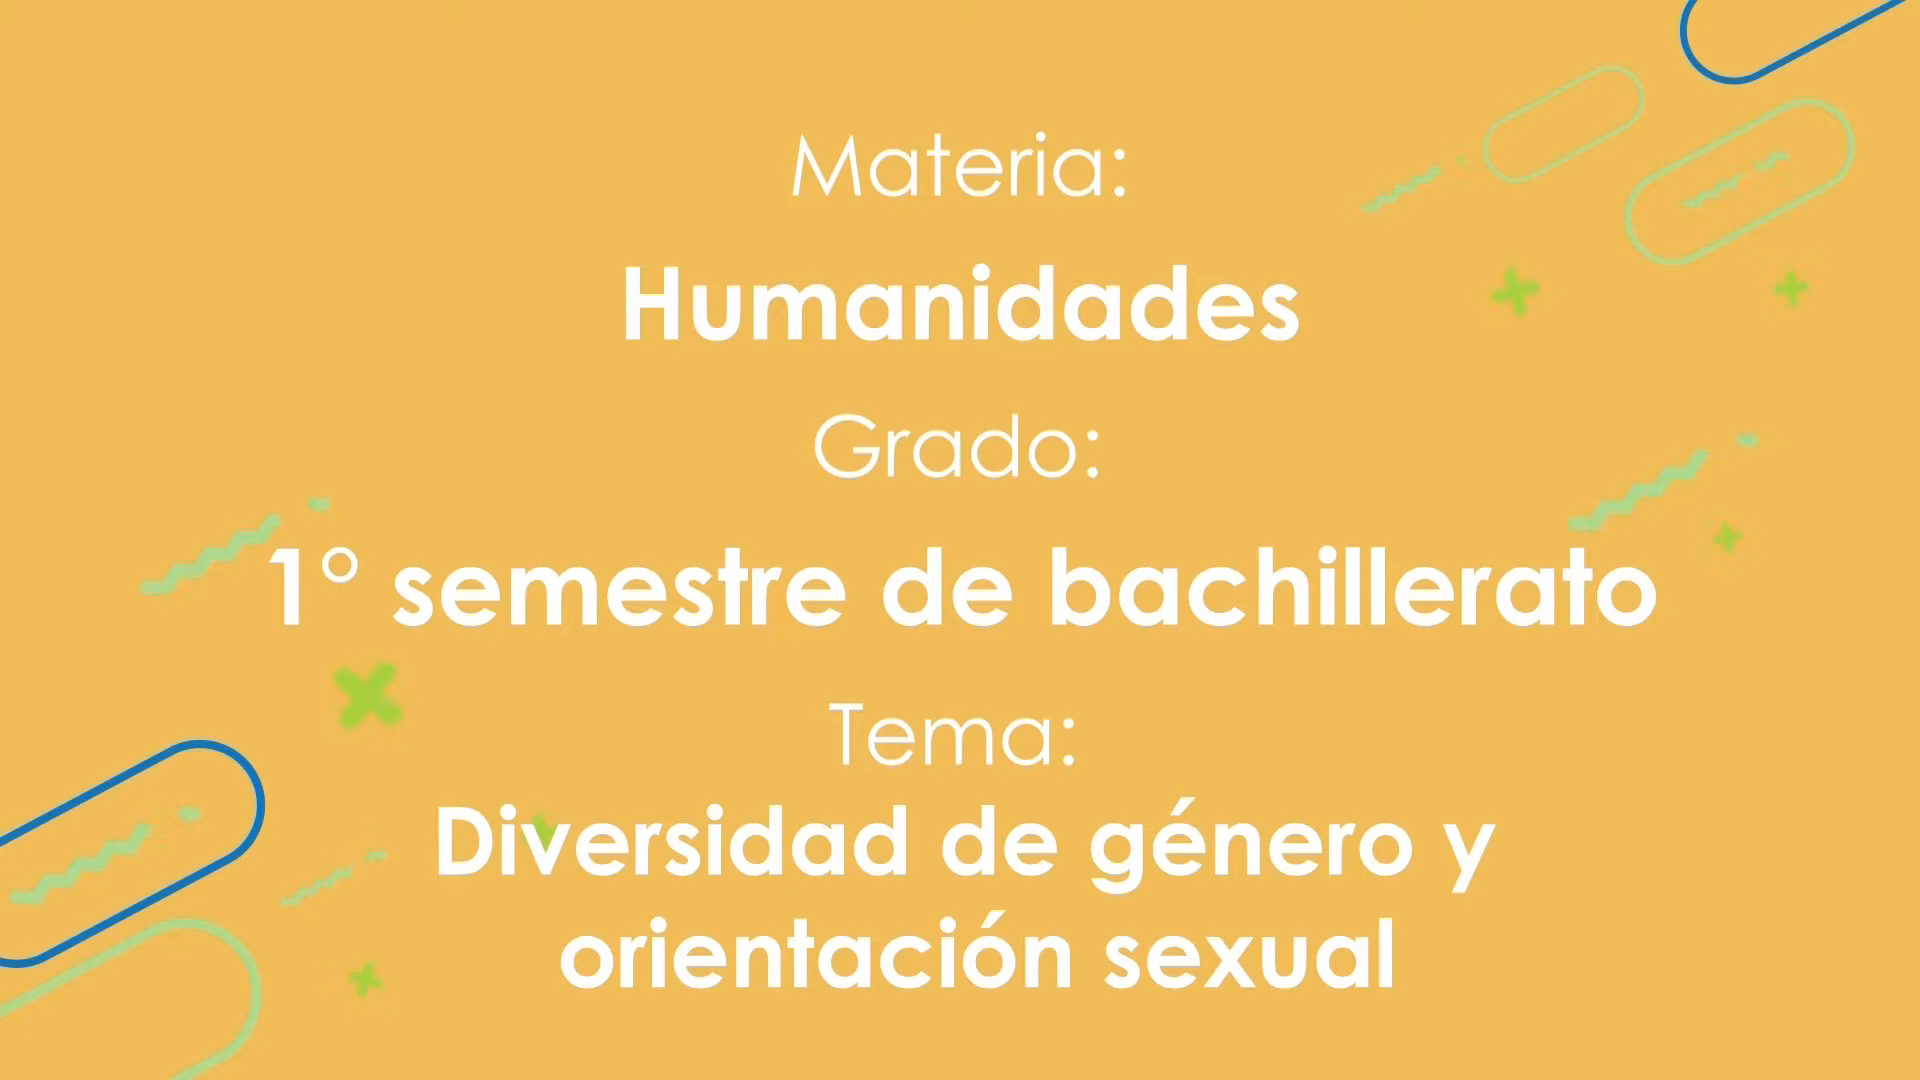 Materia:
Humanidades
Grado:
1° semestre de bachillerato
Tema:
Diversidad de género y
orientación sexual